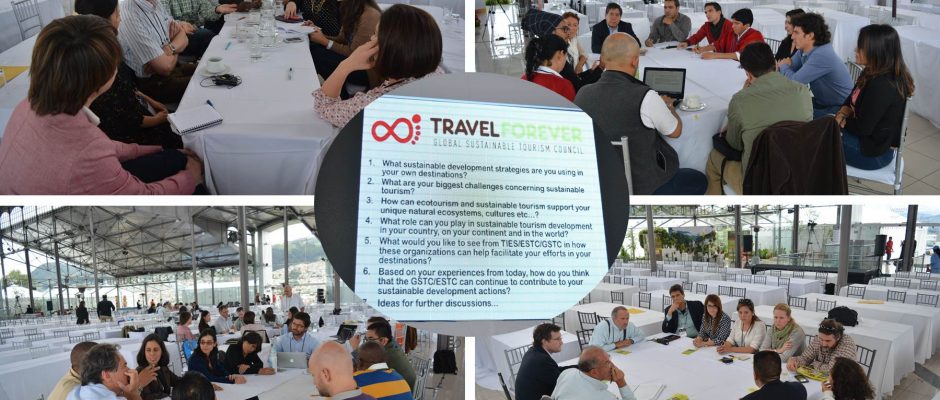 TRAVELFOREVER
GLOBAL SUSTAINABLE TOURISM COUNCIL
1. What sustainable development strategies are you using in
your own destinations?
2. What are your biggest challenges concerning sustainable
tourism?
3. How can ecotourism and sustainable tourism support your
unique natural ecosystems, cultures etc...?
4. What role can you play in sustainable tourism development
in your country, on your continent and in the world?
5. What would you like to see from TIES/ESTC/GSTC in how
these organizations can help facilitate your efforts in your
destinations?
6. Based on your experiences from today, how do you think
that the GSTC/ESTC can continue to contribute to your
sustainable development actions?
7. Ideas for further discussions...